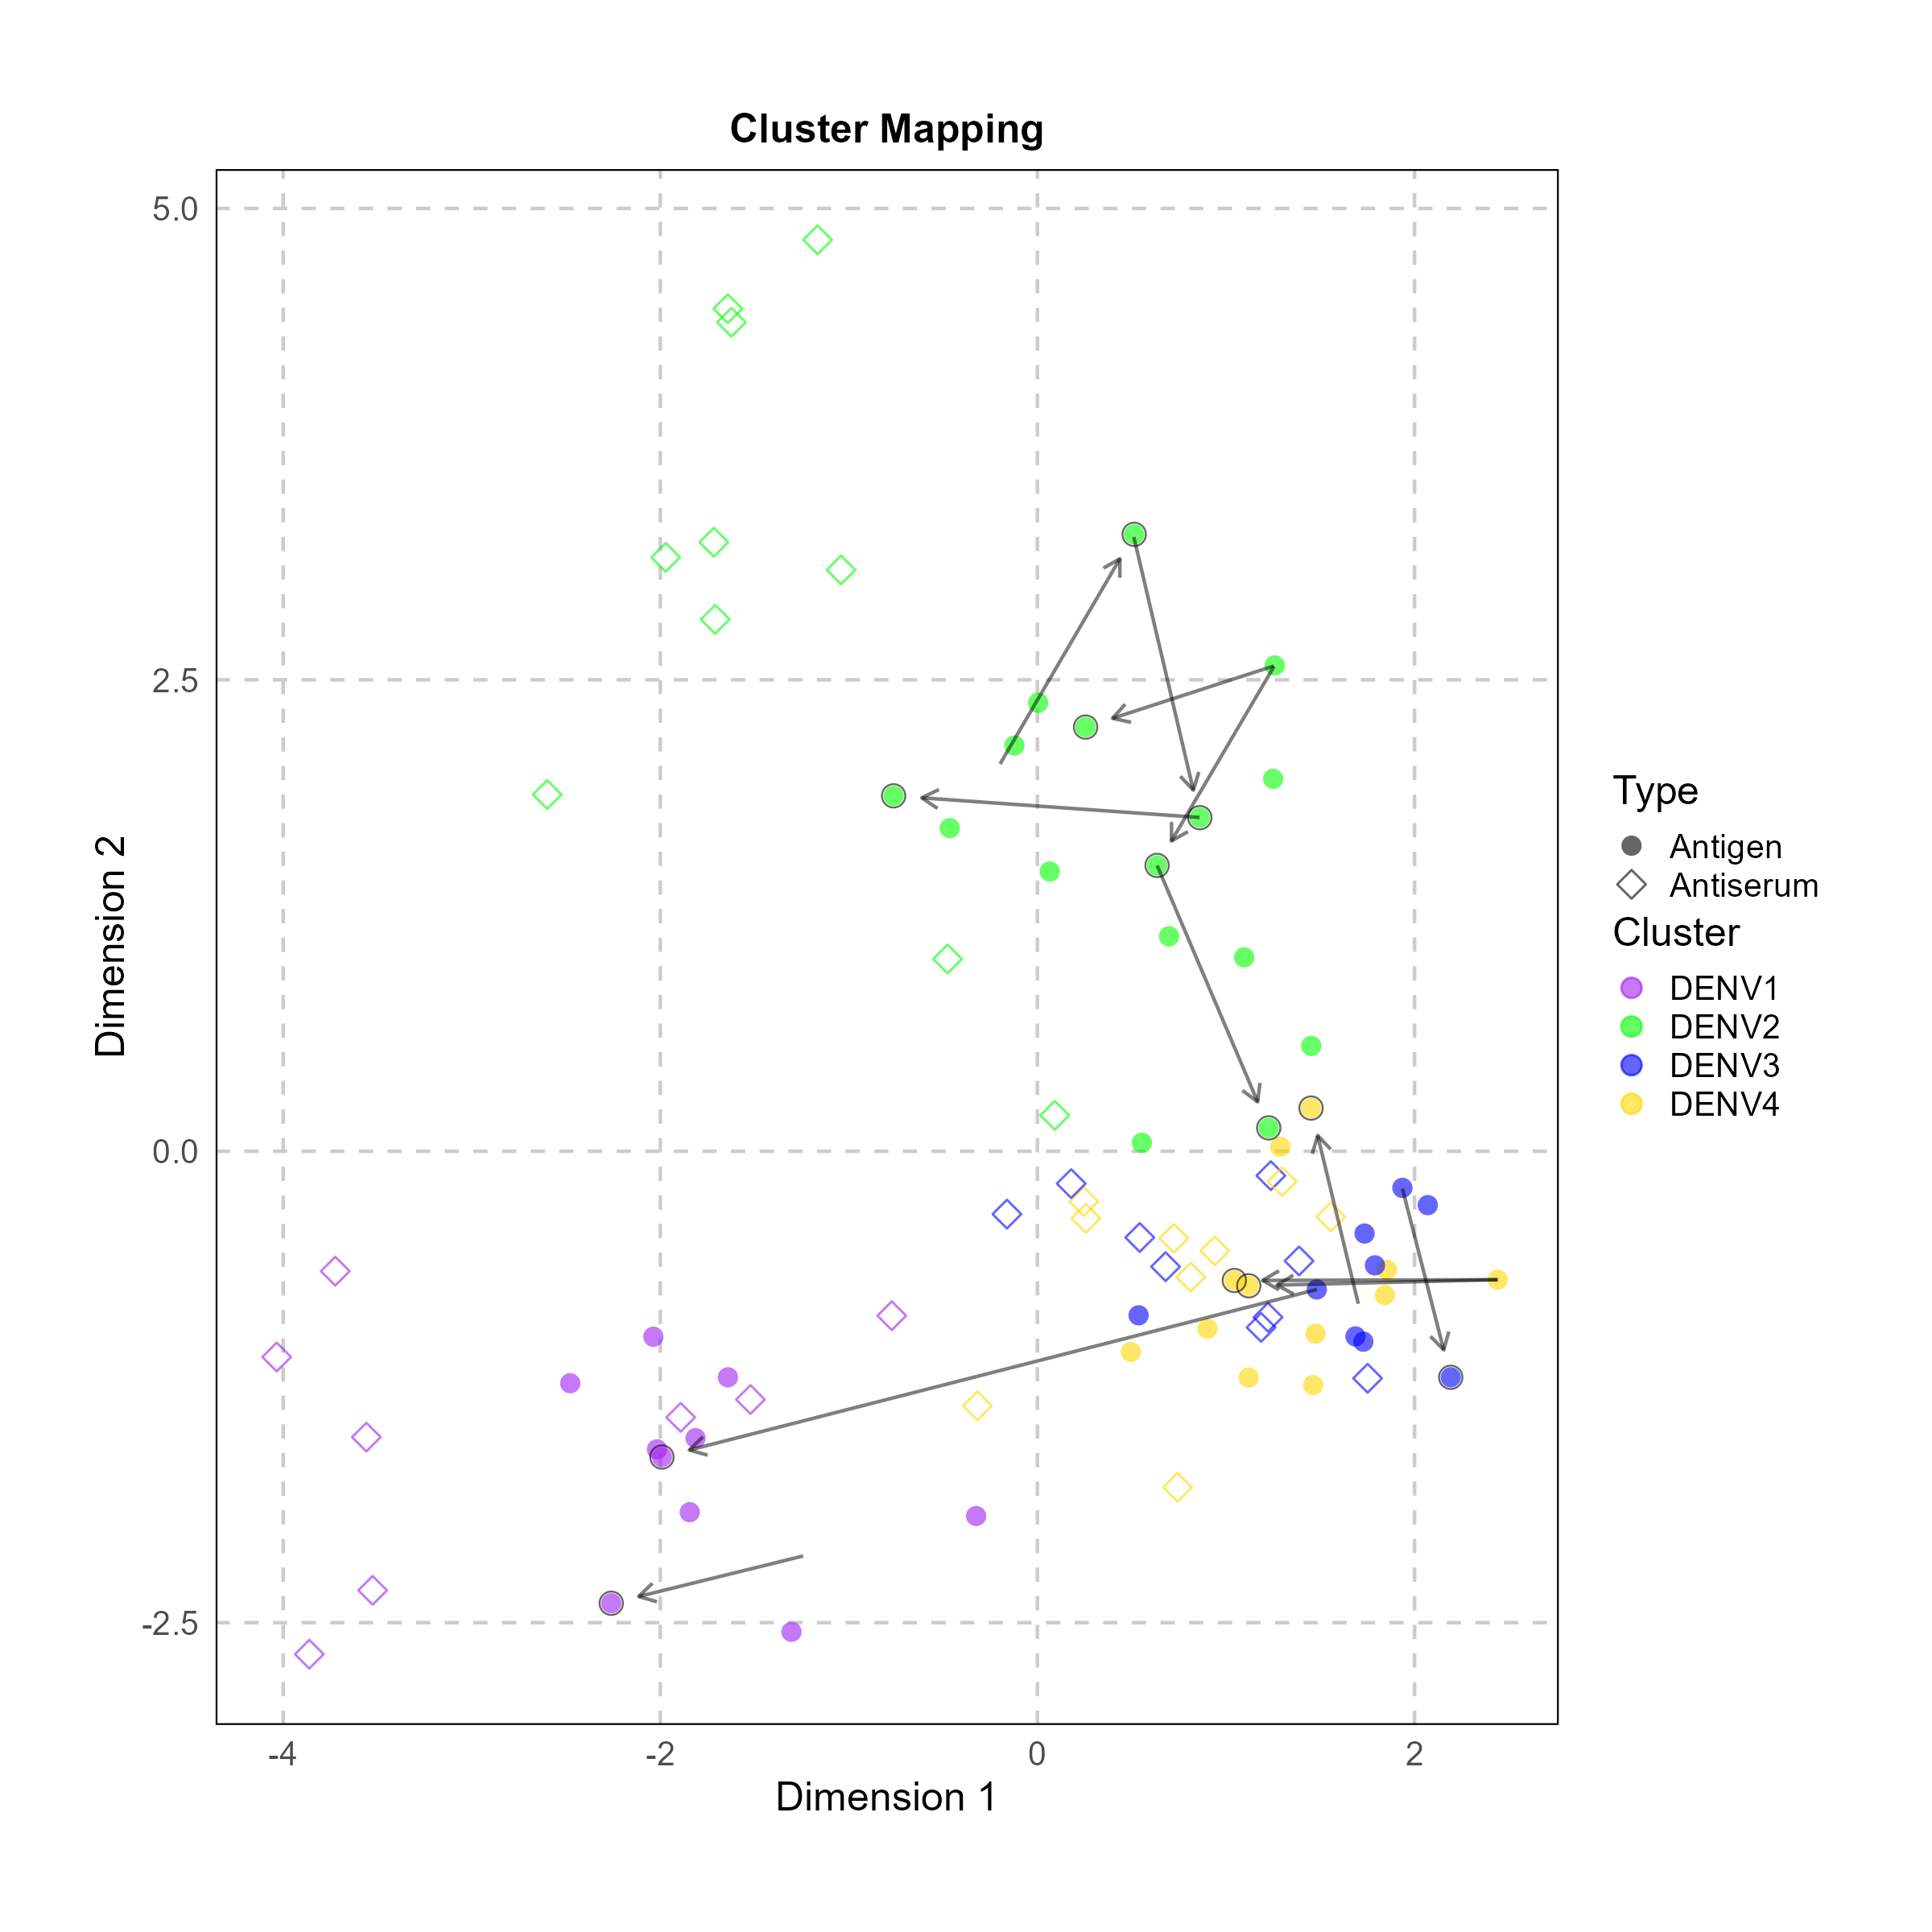 Cluster Mapping
5.0
2.5
0.0
-2.5
-4
-2
0
2
Dimension 1
Dimension 2
Type
Antigen
Antiserum
Cluster
DENV1
DENV2
DENV3
DENV4